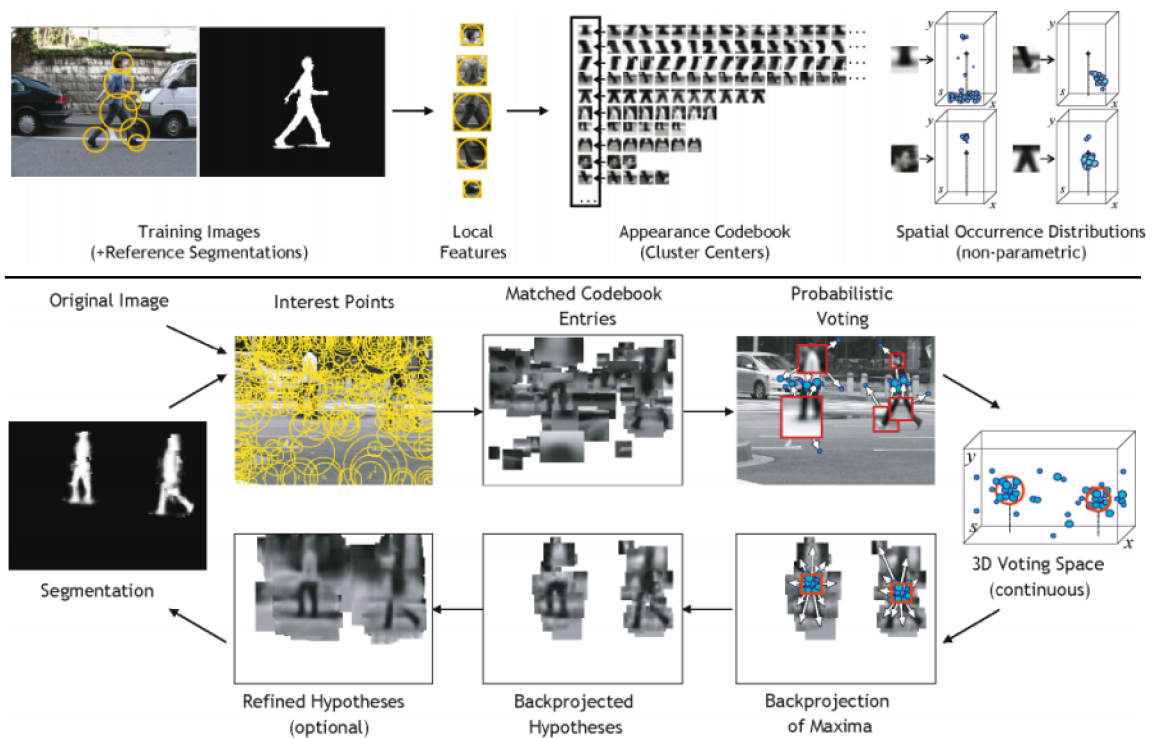 y
s
x
y
s
x
y
s
x
y
s
x
...
...
...
Training Images
(+Reference Segmentations)
Local
Features
Appearance Codebook
(Cluster Centers)
Spatial Occurrence Distributions
(non-parametric)
Original Image
Interest Points
Matched Codebook
Entries
Probabilistic
Voting
y
s
x
3D Voting Space
(continuous)
Segmentation
Refined Hypotheses
(optional)
Backprojected
Hypotheses
Backprojection
of Maxima